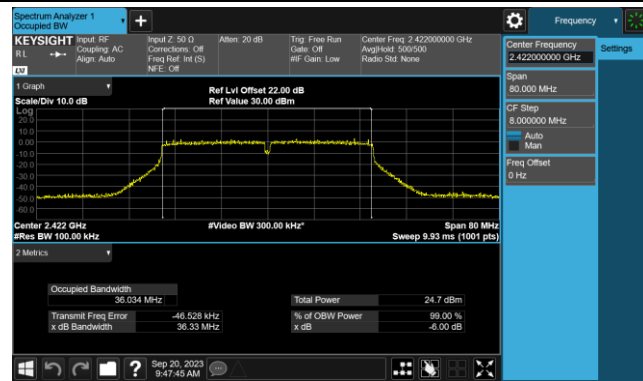 Spectrum Analyzer 1
Occupied BW
Frequency
KEYSIGHT
RL
LXI
Input: RF
Coupling: AC
Align: Auto
Input Z: 50 Ω
Corrections: Off
Freq Ref: Int (S)
NFE: Off
Atten: 20 dB
Trig: Free Run
Gate: Off
#IF Gain: Low
Center Freq: 2.422000000 GHz
Avg|Hold: 500/500
Radio Std: None
Center Frequency
2.422000000 GHz
Settings
Span
80.000 MHz
CF Step
8.000000 MHz
Auto
Man
Freq Offset
0 Hz
1 Graph
Scale/Div 10.0 dB
Ref Lvl Offset 22.00 dB
Ref Value 30.00 dBm
Log
20.0
10.0
0.00
-10.0
-20.0
-30.0
-40.0
-50.0
-60.0
Center 2.422 GHz
#Res BW 100.00 kHz
#Video BW 300.00 kHz*
Span 80 MHz
Sweep 9.93 ms (1001 pts)
2 Metrics
Occupied Bandwidth
36.034 MHz
Total Power 24.7 dBm
Transmit Freq Error -46.528 kHz
% of OBW Power 99.00 %
x dB Bandwidth 36.33 MHz
x dB -6.00 dB
?
Sep 20, 2023
9:47:45 AM